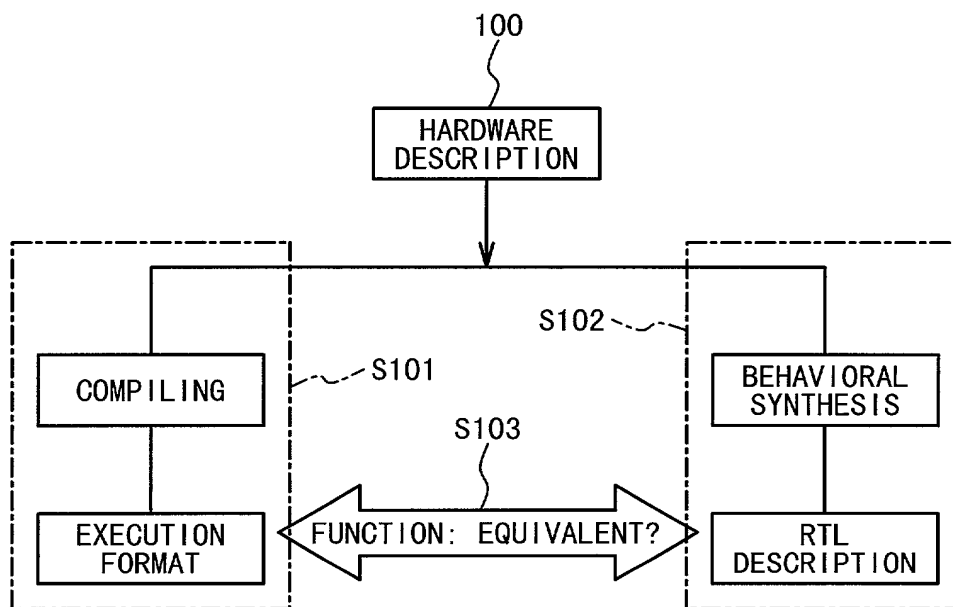 100
HARDWARE
DESCRIPTION
S102
COMPILING
S101
BEHAVIORAL
SYNTHESIS
S103
EXECUTION
FORMAT
FUNCTION: EQUIVALENT?
RTL
DESCRIPTION